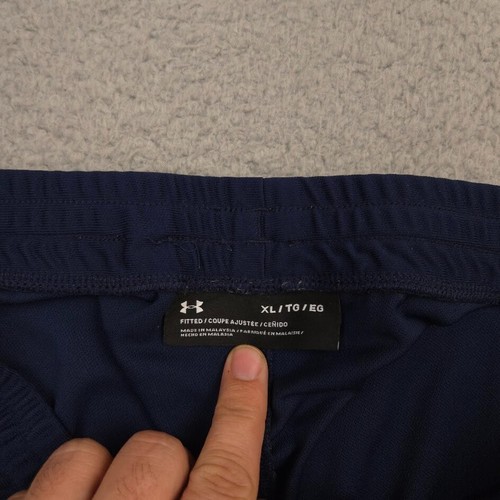 XL / TG / EG
FITTED / COUPE AJUSTÉE / CEÑIDO
MADE IN MALAYSIA / FABRIQUÉ EN MALAISIE /
HECHO EN MALASIA